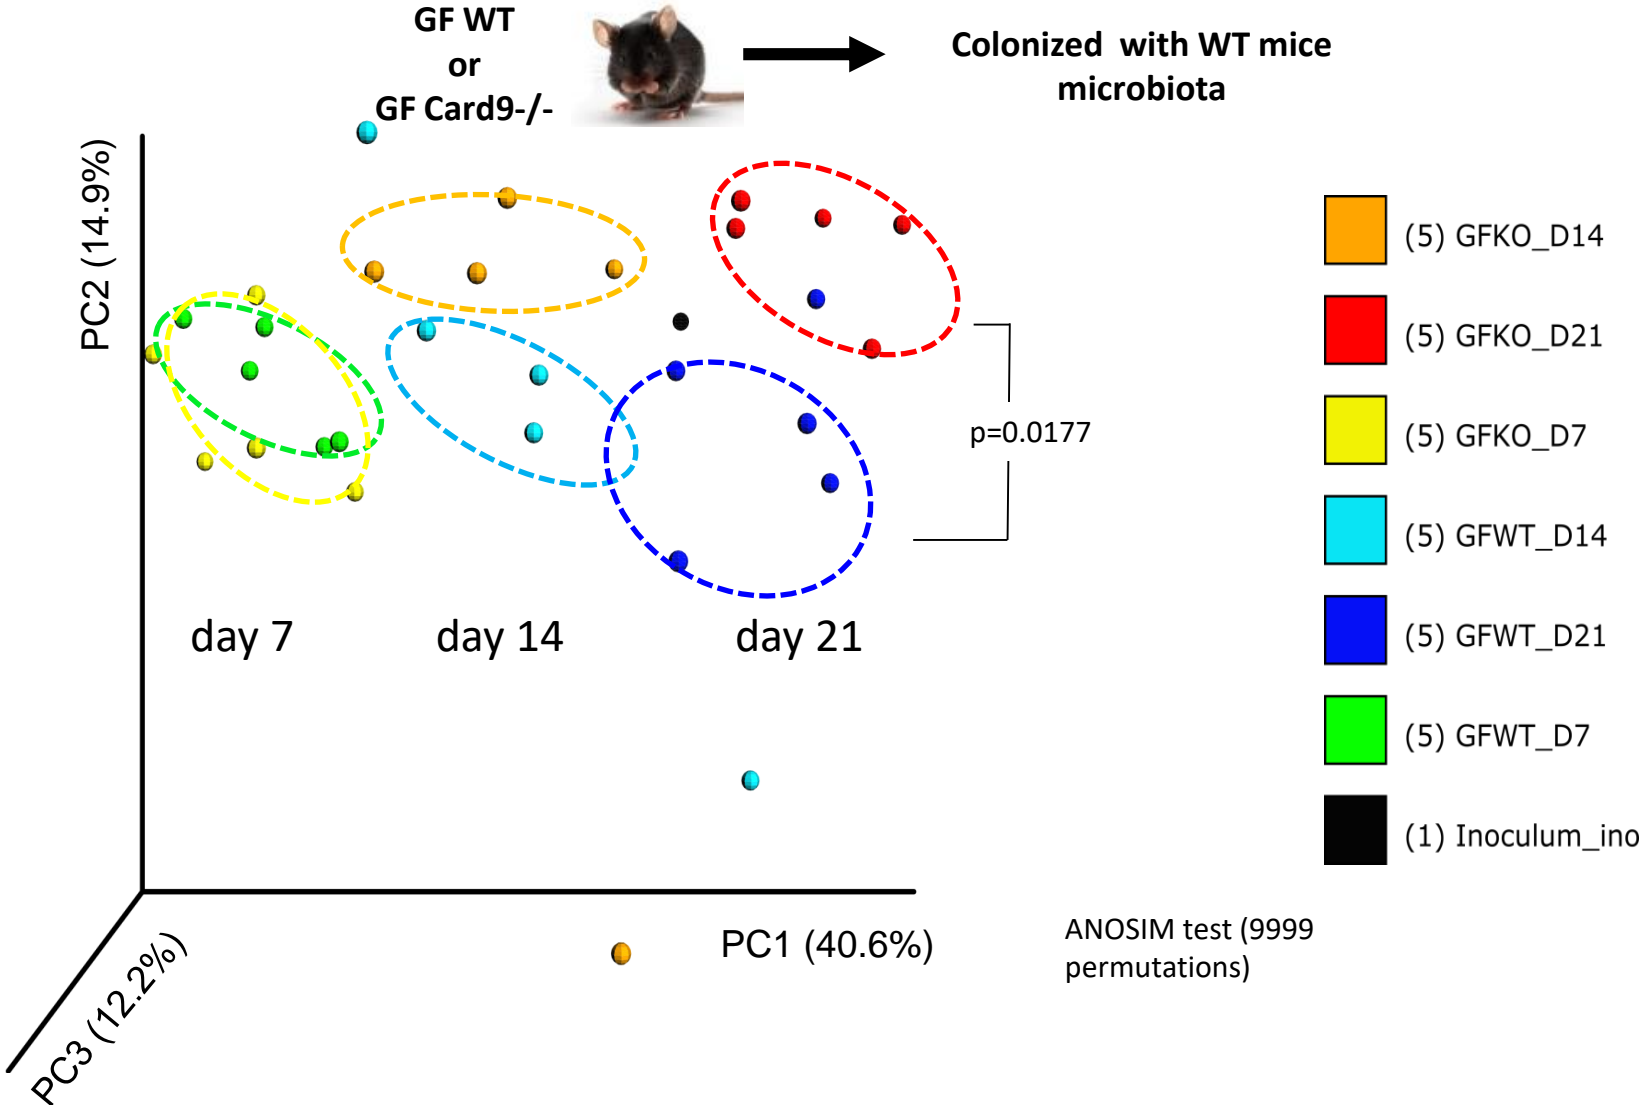 GF WT
or
GF Card9-/-
Colonized with WT mice
microbiota
PC2 (14.9%)
(5) GFKO_D14
(5) GFKO_D21
(5) GFKO_D7
(5) GFWT_D14
(5) GFWT_D21
(5) GFWT_D7
(1) Inoculum_ino
p=0.0177
day 7
day 14
day 21
PC1 (40.6%)
PC3 (12.2%)
ANOSIM test (9999
permutations)